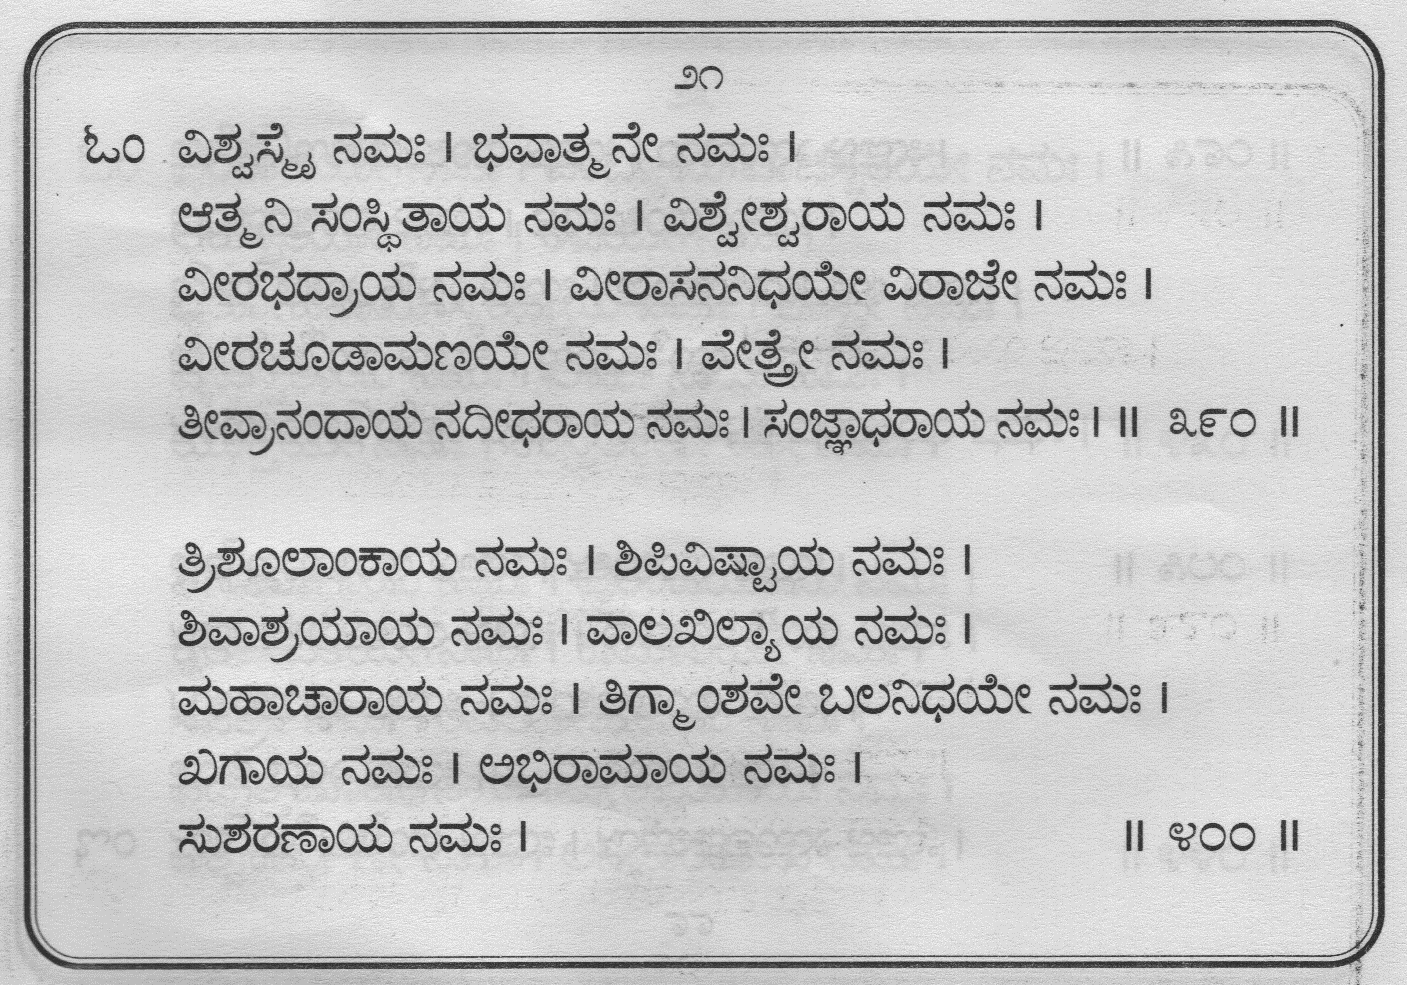 ೨೧
ಓಂ ವಿಶ್ವಸ್ಮೈ ನಮಃ । ಭವಾತ್ಮನೇ ನಮಃ ।
ಆತ್ಮನಿ ಸಂಸ್ಥಿತಾಯ ನಮಃ । ವಿಶ್ವೇಶ್ವರಾಯ ನಮಃ ।
ವೀರಭದ್ರಾಯ ನಮಃ । ವೀರಾಸನನಿಧಯೇ ವಿರಾಜೇ ನಮಃ ।
ವೀರಚೂಡಾಮಣಯೇ ನಮಃ । ವೇತ್ತ್ರೇ ನಮಃ ।
ತೀವ್ರಾನಂದಾಯ ನದೀಧರಾಯ ನಮಃ । ಸಂಜ್ಞಾಧರಾಯ ನಮಃ । ॥ ೩೯೦ ॥
ತ್ರಿಶೂಲಾಂಕಾಯ ನಮಃ । ಶಿಪಿವಿಷ್ಟಾಯ ನಮಃ ।
ಶಿವಾಶ್ರಯಾಯ ನಮಃ । ವಾಲಖಿಲ್ಯಾಯ ನಮಃ ।
ಮಹಾಚಾರಾಯ ನಮಃ । ತಿಗ್ಮಾಂಶವೇ ಬಲನಿಧಯೇ ನಮಃ ।
ಖಿಗಾಯ ನಮಃ । ಅಭಿರಾಮಾಯ ನಮಃ ।
ಸುಶರಣಾಯ ನಮಃ । ॥ ೪೦೦ ॥